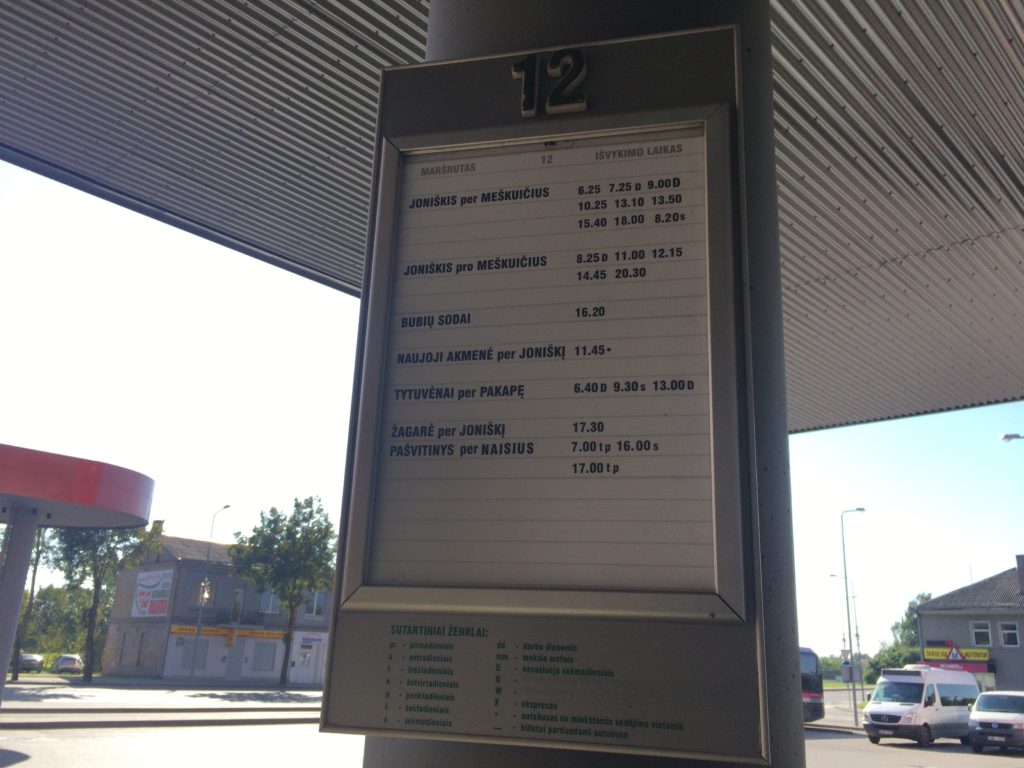 12
MARŠRUTAS 12 IŠVYKIMO LAIKAS
JONIŠKIS per MEŠKUIČIUS 6.25 7.25 D 9.00 D
10.25 13.10 13.50
15.40 18.00 8.20 s
JONIŠKIS pro MEŠKUIČIUS 8.25 D 11.00 12.15
14.45 20.30
BUBIŲ SODAI 16.20
NAUJOJI AKMENĖ per JONIŠKĮ 11.45•
TYTUVĖNAI per PAKAPĘ 6.40 D 9.30 s 13.00 D
ŽAGARĖ per JONIŠKĮ 17.30
PAŠVITINYS per NAISIUS 7.00 t p 16.00 s
17.00 t p
SUTARTINIAI ŽENKLAI:
pr - pirmadieniais
a - antradieniais
t - trečiadieniais
k - ketvirtadieniais
p - penktadieniais
š - šeštadieniais
s - sekmadieniais
dd - darbo dienomis
mm - mokslo metais
D - nevažiuoja sekmadieniais
Q -
W -
X - ekspresas
• - autobusas su minkštomis sėdėjimo vietomis
— - bilietai parduodami autobuse